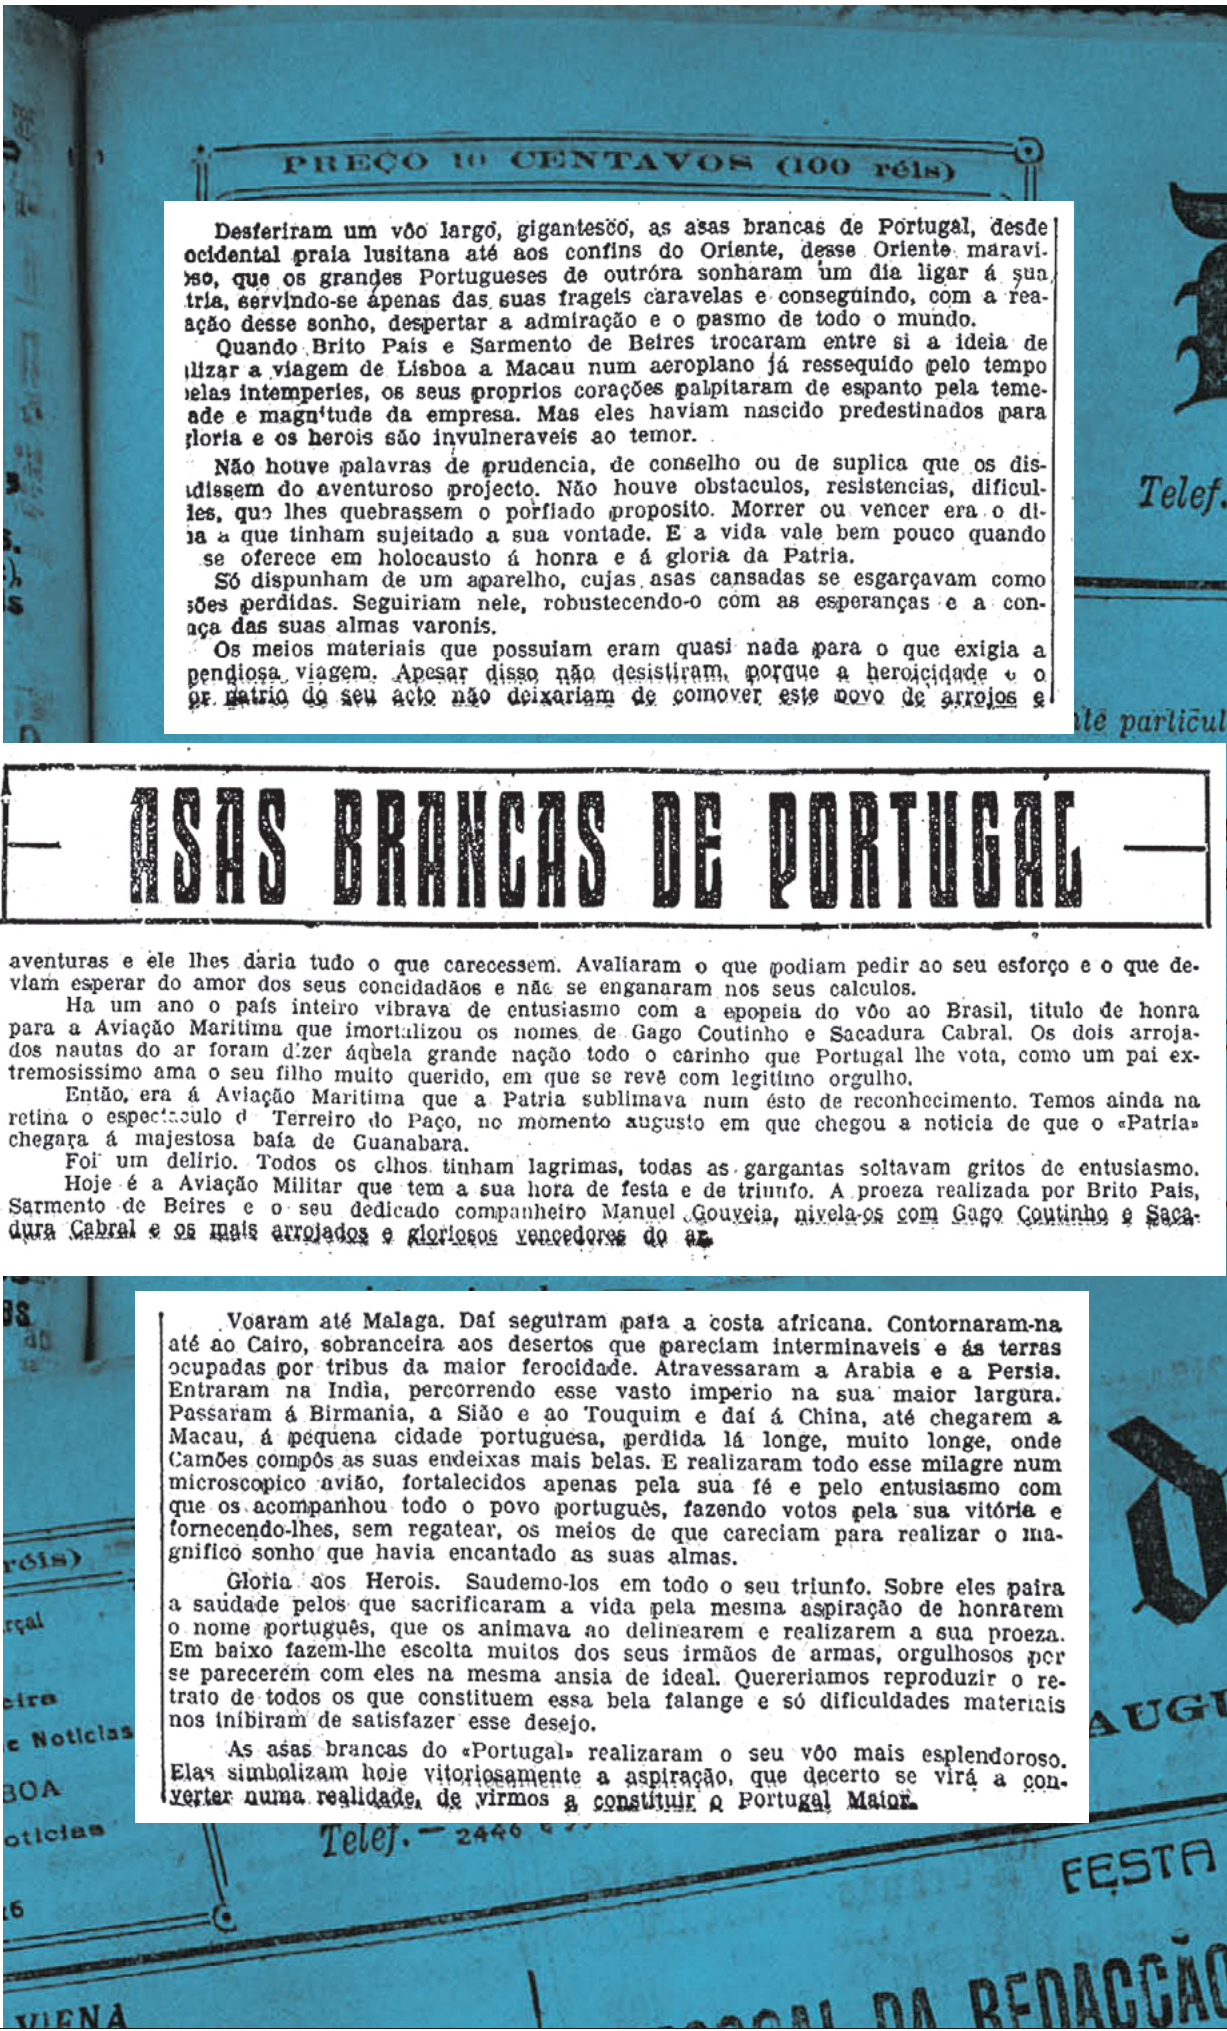 PREÇO 10 CENTAVOS (100 réis)
Desferiram um vôo largo, gigantesco, as asas brancas de Portugal, desde
ocidental praia lusitana até aos confins do Oriente, desse Oriente maravi-
so, que os grandes Portugueses de outróra sonharam um dia ligar á sua
tria, servindo-se apenas das suas frageis caravelas e conseguindo, com a rea-
ação desse sonho, despertar a admiração e o pasmo de todo o mundo.
Quando Brito Pais e Sarmento de Beires trocaram entre si a ideia de
lizar a viagem de Lisboa a Macau num aeroplano já ressequido pelo tempo
elas intemperies, os seus proprios corações palpitaram de espanto pela teme-
ade e magnitude da empresa. Mas eles haviam nascido predestinados para
gloria e os herois são invulneraveis ao temor.
Não houve palavras de prudencia, de conselho ou de suplica que os dis-
dissem do aventuroso projecto. Não houve obstaculos, resistencias, dificul-
des, que lhes quebrassem o porfiado proposito. Morrer ou vencer era o di-
a a que tinham sujeitado a sua vontade. E a vida vale bem pouco quando
se oferece em holocausto á honra e á gloria da Patria.
Só dispunham de um aparelho, cujas asas cansadas se esgarçavam como
sões perdidas. Seguiriam nele, robustecendo-o com as esperanças e a con-
nça das suas almas varonis.
Os meios materiais que possuiam eram quasi nada para o que exigia a
pendiosa viagem. Apesar disso não desistiram, porque a heroicidade e o
or patrio do seu acto não deixariam de comover este povo de arrojos e
Telef.
nte particul
ASAS BRANCAS DE PORTUGAL
aventuras e ele lhes daria tudo o que carecessem. Avaliaram o que podiam pedir ao seu esforço e o que de-
viam esperar do amor dos seus concidadãos e não se enganaram nos seus calculos.
Ha um ano o país inteiro vibrava de entusiasmo com a epopeia do vôo ao Brasil, titulo de honra
para a Aviação Maritima que imortalizou os nomes de Gago Coutinho e Sacadura Cabral. Os dois arroja-
dos nautas do ar foram dizer áquela grande nação todo o carinho que Portugal lhe vota, como um pai ex-
tremosissimo ama o seu filho muito querido, em que se revê com legitimo orgulho.
Então, era á Aviação Maritima que a Patria sublimava num ésto de reconhecimento. Temos ainda na
retina o espectaculo d Terreiro do Paço, no momento augusto em que chegou a noticia de que o «Patria»
chegara á majestosa baía de Guanabara.
Foi um delirio. Todos os olhos tinham lagrimas, todas as gargantas soltavam gritos de entusiasmo.
Hoje é a Aviação Militar que tem a sua hora de festa e de triunfo. A proeza realizada por Brito Pais,
Sarmento de Beires e o seu dedicado companheiro Manuel Gouveia, nivela-os com Gago Coutinho e Saca-
dura Cabral e os mais arrojados e gloriosos vencedores do ar.
Voaram até Malaga. Daí seguiram para a costa africana. Contornaram-na
até ao Cairo, sobranceira aos desertos que pareciam interminaveis e ás terras
ocupadas por tribus da maior ferocidade. Atravessaram a Arabia e a Persia.
Entraram na India, percorrendo esse vasto imperio na sua maior largura.
Passaram á Birmania, a Sião e ao Touquim e daí á China, até chegarem a
Macau, á pequena cidade portuguesa, perdida lá longe, muito longe, onde
Camões compôs as suas endeixas mais belas. E realizaram todo esse milagre num
microscopico avião, fortalecidos apenas pela sua fé e pelo entusiasmo com
que os acompanhou todo o povo português, fazendo votos pela sua vitória e
fornecendo-lhes, sem regatear, os meios de que careciam para realizar o ma-
gnifico sonho que havia encantado as suas almas.
Gloria aos Herois. Saudemo-los em todo o seu triunfo. Sobre eles paira
a saudade pelos que sacrificaram a vida pela mesma aspiração de honrarem
o nome português, que os animava ao delinearem e realizarem a sua proeza.
Em baixo fazem-lhe escolta muitos dos seus irmãos de armas, orgulhosos por
se parecerem com eles na mesma ansia de ideal. Quereriamos reproduzir o re-
trato de todos os que constituem essa bela falange e só dificuldades materiais
nos inibiram de satisfazer esse desejo.
As asas brancas do «Portugal» realizaram o seu vôo mais esplendoroso.
Elas simbolizam hoje vitoriosamente a aspiração, que decerto se virá a con-
verter numa realidade, de virmos a constituir o Portugal Maior.
réis)
rçal
eira
e Noticias
BOA
oticias
Telef. — 2446
AUGU
FESTA
VIENA
DA REDACÇÃO